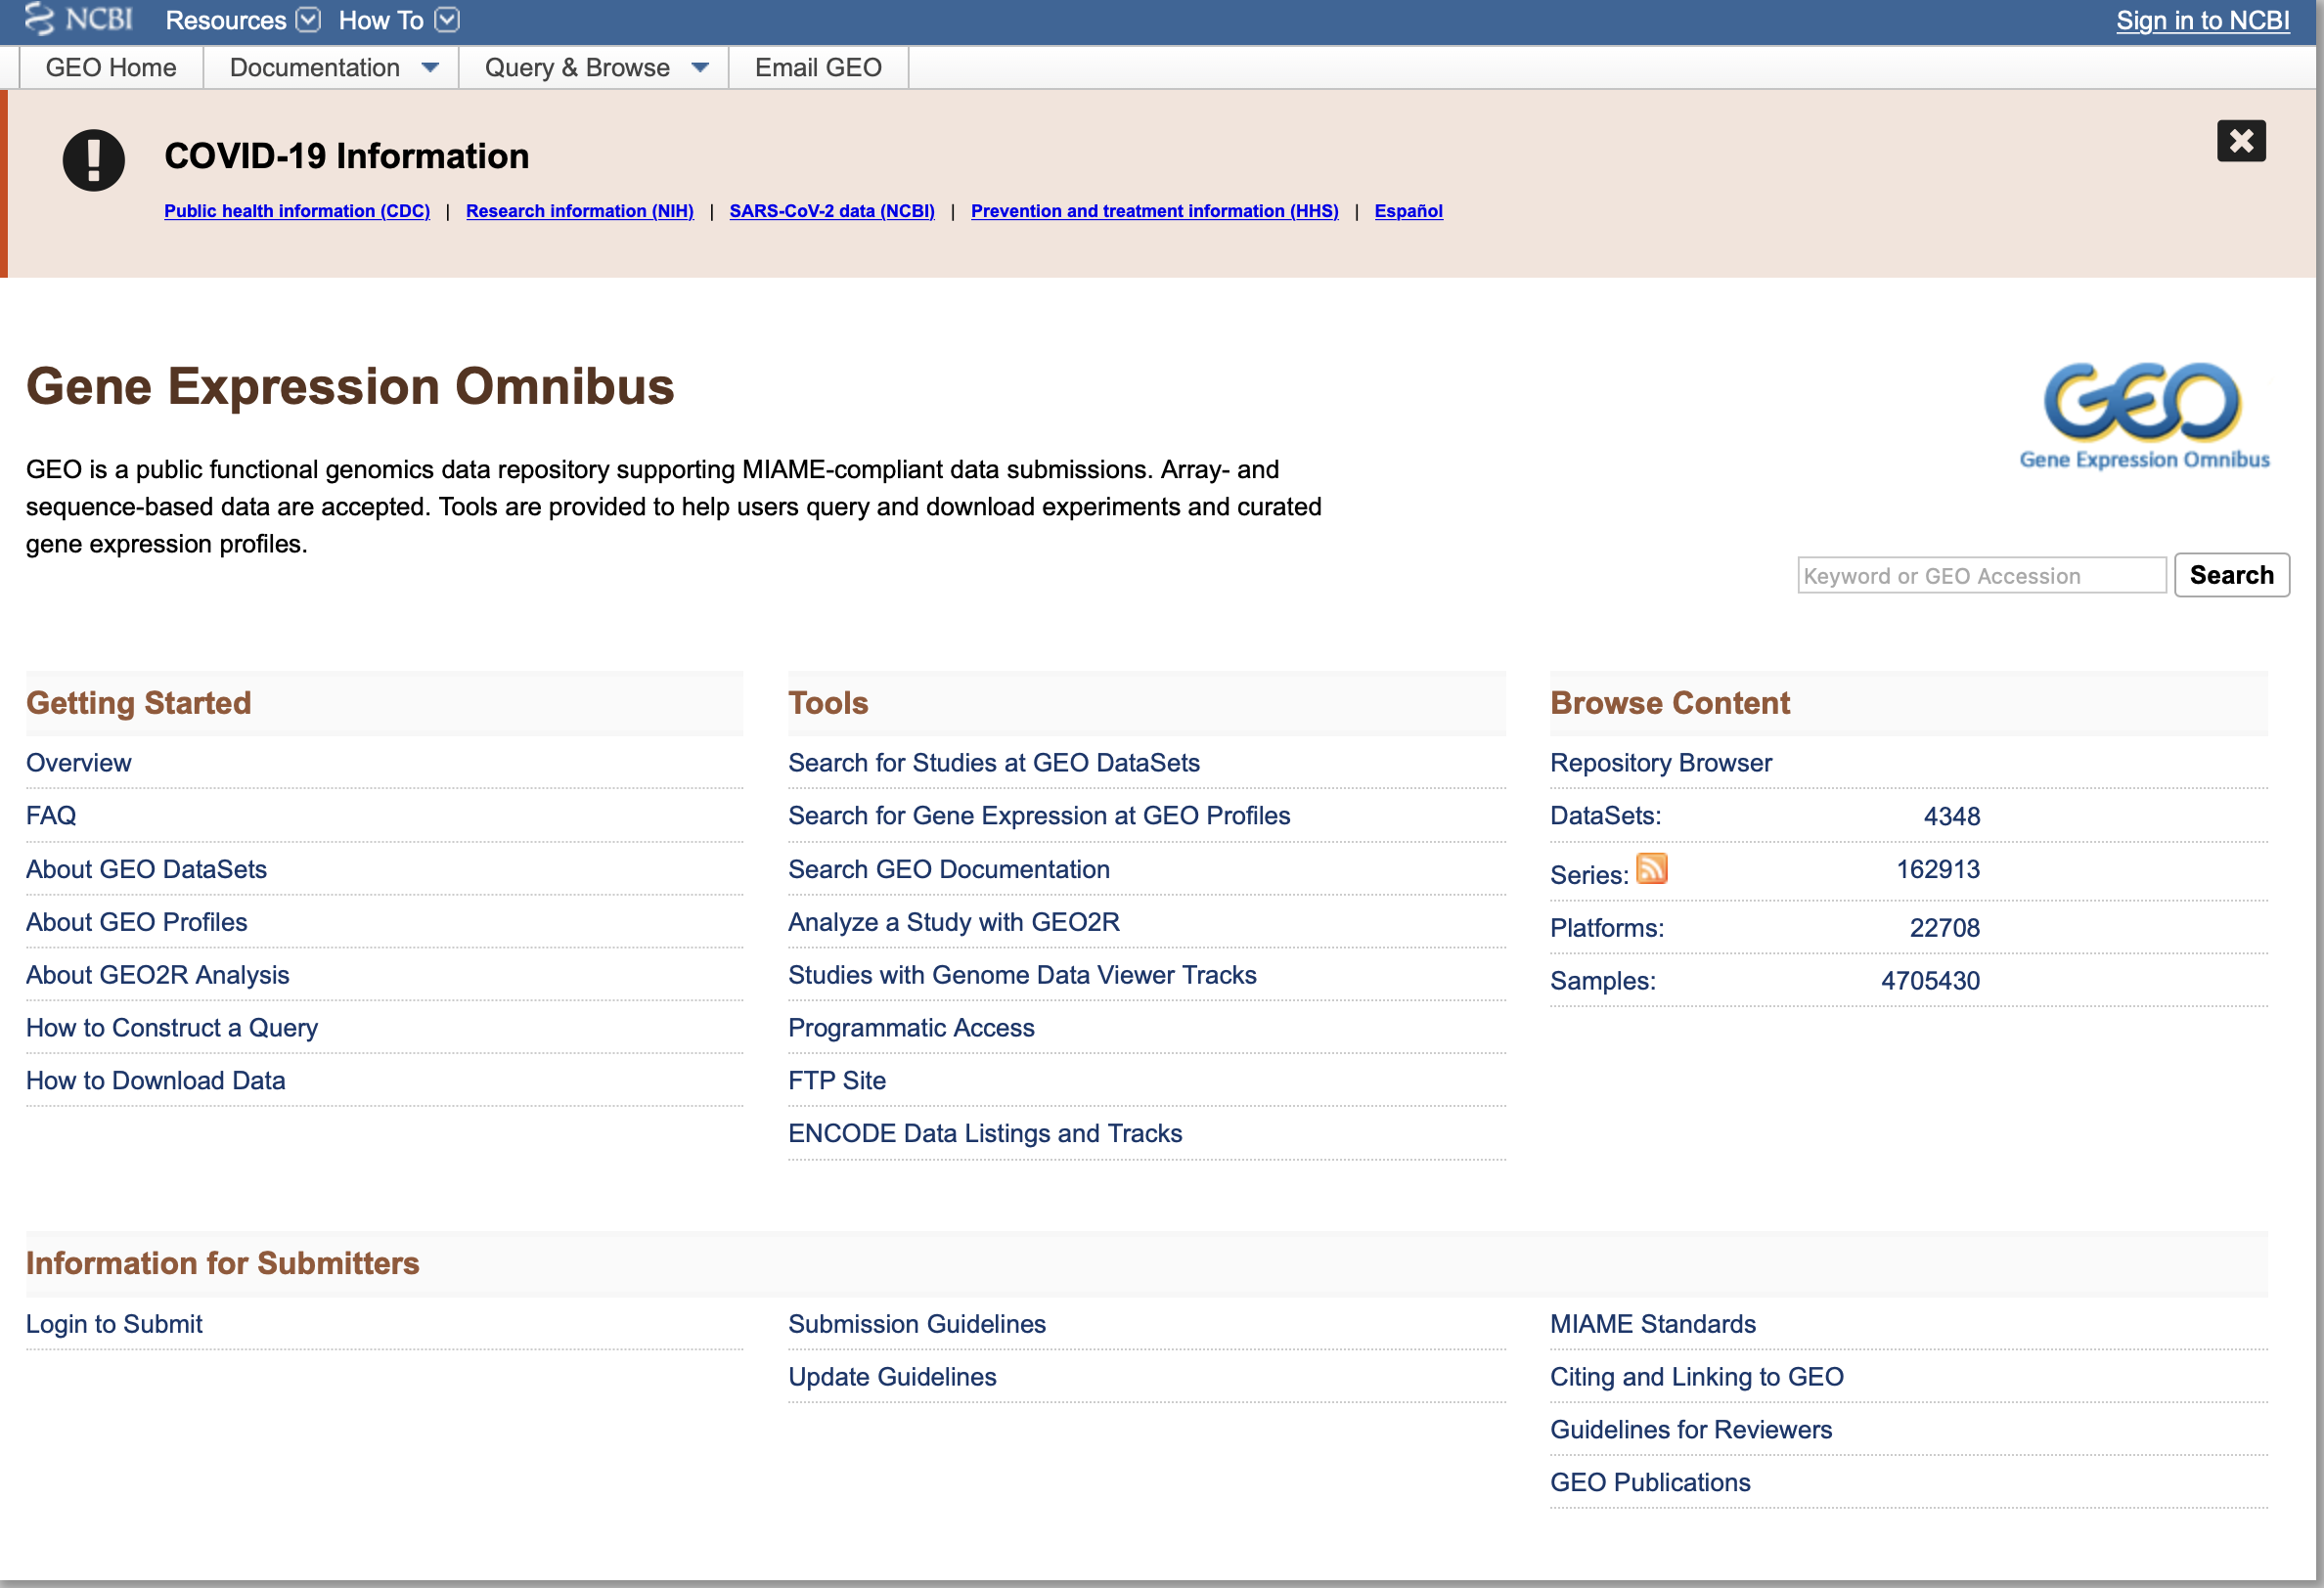 NCBI Resources How To Sign in to NCBI
GEO Home Documentation Query & Browse Email GEO
COVID-19 Information
Public health information (CDC) | Research information (NIH) | SARS-CoV-2 data (NCBI) | Prevention and treatment information (HHS) | Español
Gene Expression Omnibus
GEO
Gene Expression Omnibus
GEO is a public functional genomics data repository supporting MIAME-compliant data submissions. Array- and
sequence-based data are accepted. Tools are provided to help users query and download experiments and curated
gene expression profiles.
Keyword or GEO Accession Search
Getting Started
Overview
FAQ
About GEO DataSets
About GEO Profiles
About GEO2R Analysis
How to Construct a Query
How to Download Data
Tools
Search for Studies at GEO DataSets
Search for Gene Expression at GEO Profiles
Search GEO Documentation
Analyze a Study with GEO2R
Studies with Genome Data Viewer Tracks
Programmatic Access
FTP Site
ENCODE Data Listings and Tracks
Browse Content
Repository Browser
DataSets: 4348
Series: 162913
Platforms: 22708
Samples: 4705430
Information for Submitters
Login to Submit
Submission Guidelines
Update Guidelines
MIAME Standards
Citing and Linking to GEO
Guidelines for Reviewers
GEO Publications